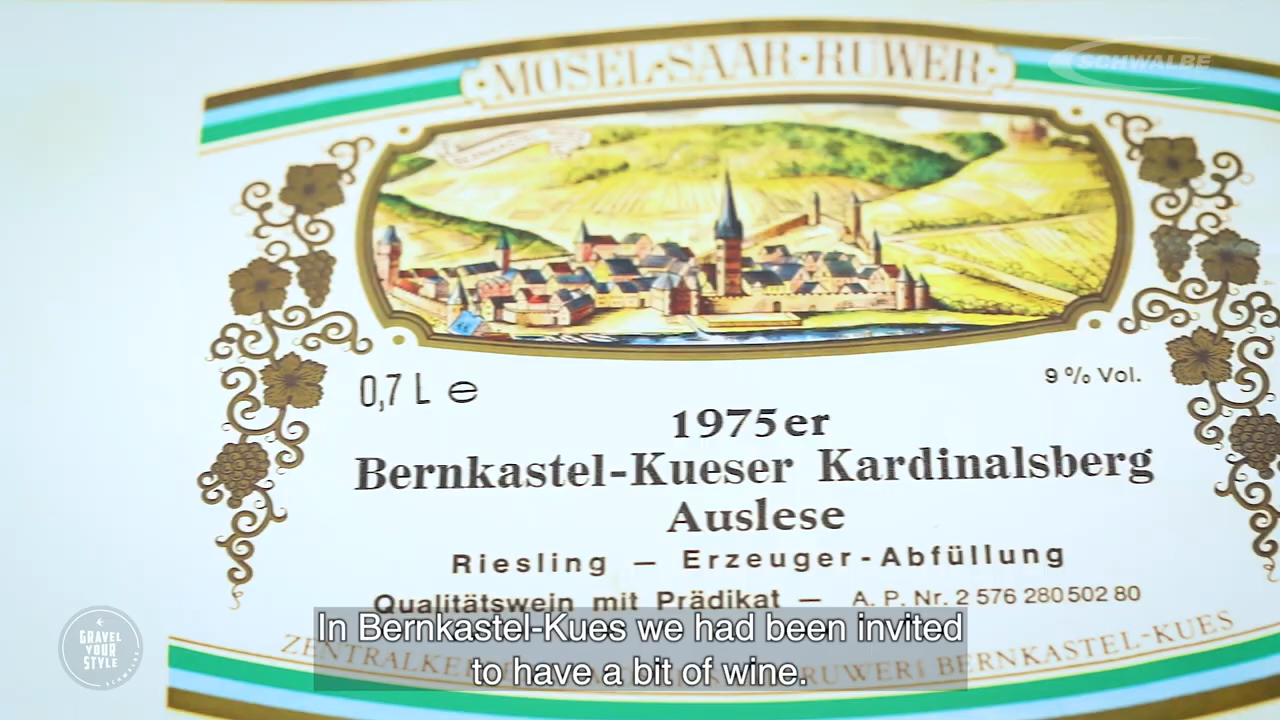 MOSEL·SAAR·RUWER
SCHWALBE
0,7 L e
9 % Vol.
1975er
Bernkastel-Kueser Kardinalsberg
Auslese
Riesling — Erzeuger-Abfüllung
Qualitätswein mit Prädikat — A. P. Nr. 2 576 280 502 80
BERNKASTEL-KUES
In Bernkastel-Kues we had been invited
to have a bit of wine.
GRAVEL
YOUR
STYLE
SCHWALBE